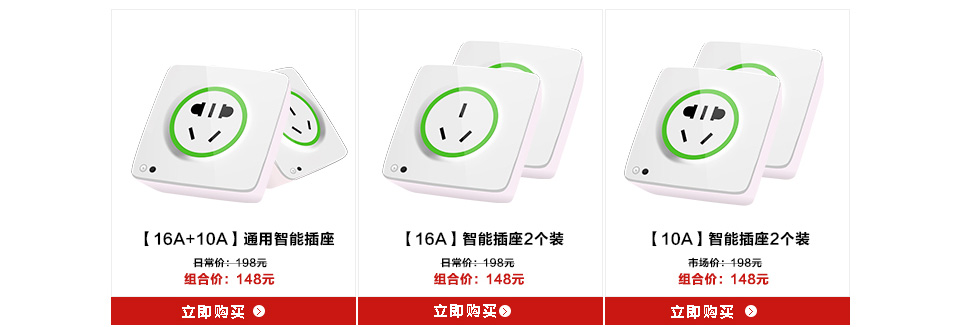 【16A+10A】通用智能插座
日常价：198元
组合价：148元
立即购买
【16A】智能插座2个装
日常价：198元
组合价：148元
立即购买
【10A】智能插座2个装
市场价：198元
组合价：148元
立即购买